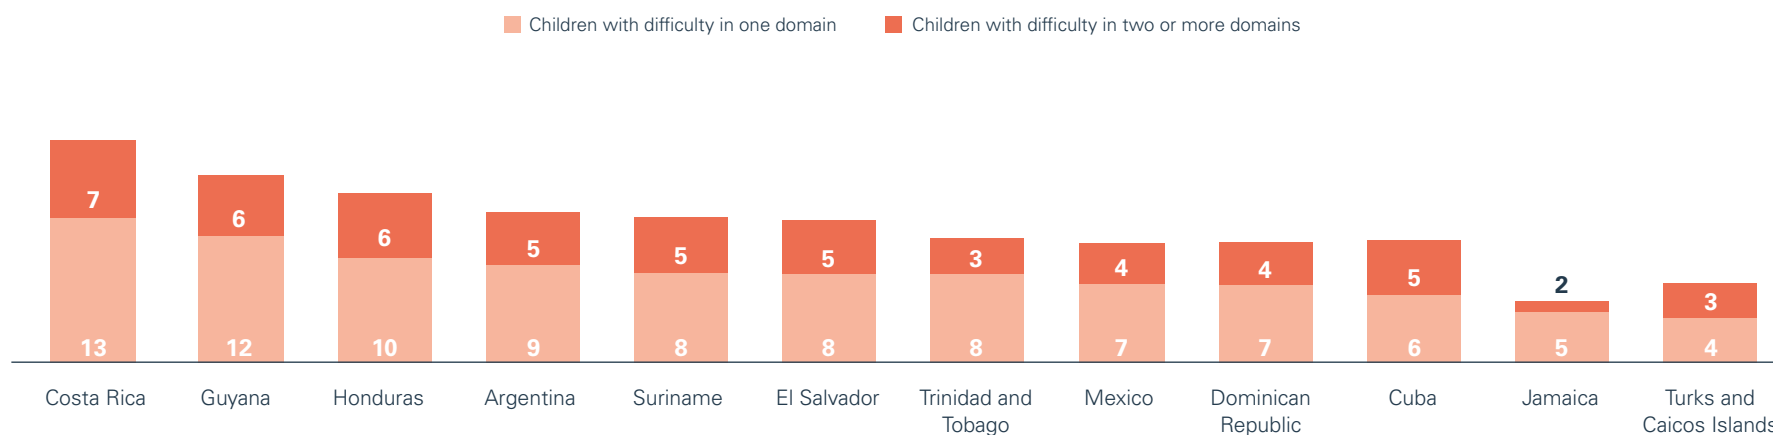 Children with difficulty in one domain
Children with difficulty in two or more domains
7
6
6
5
5
5
3
4
4
5
2
3
13
12
10
9
8
8
8
7
7
6
5
4
Costa Rica
Guyana
Honduras
Argentina
Suriname
El Salvador
Trinidad and
Tobago
Mexico
Dominican
Republic
Cuba
Jamaica
Turks and
Caicos Islands